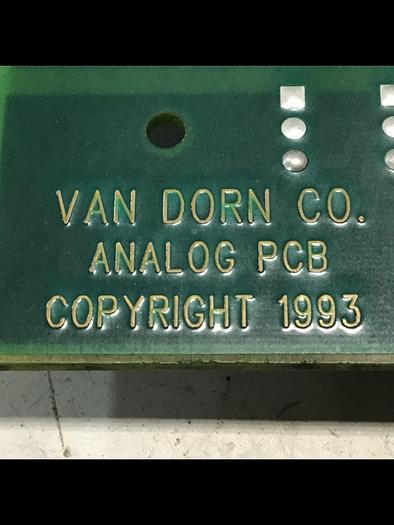 VAN DORN CO.
ANALOG PCB
COPYRIGHT 1993